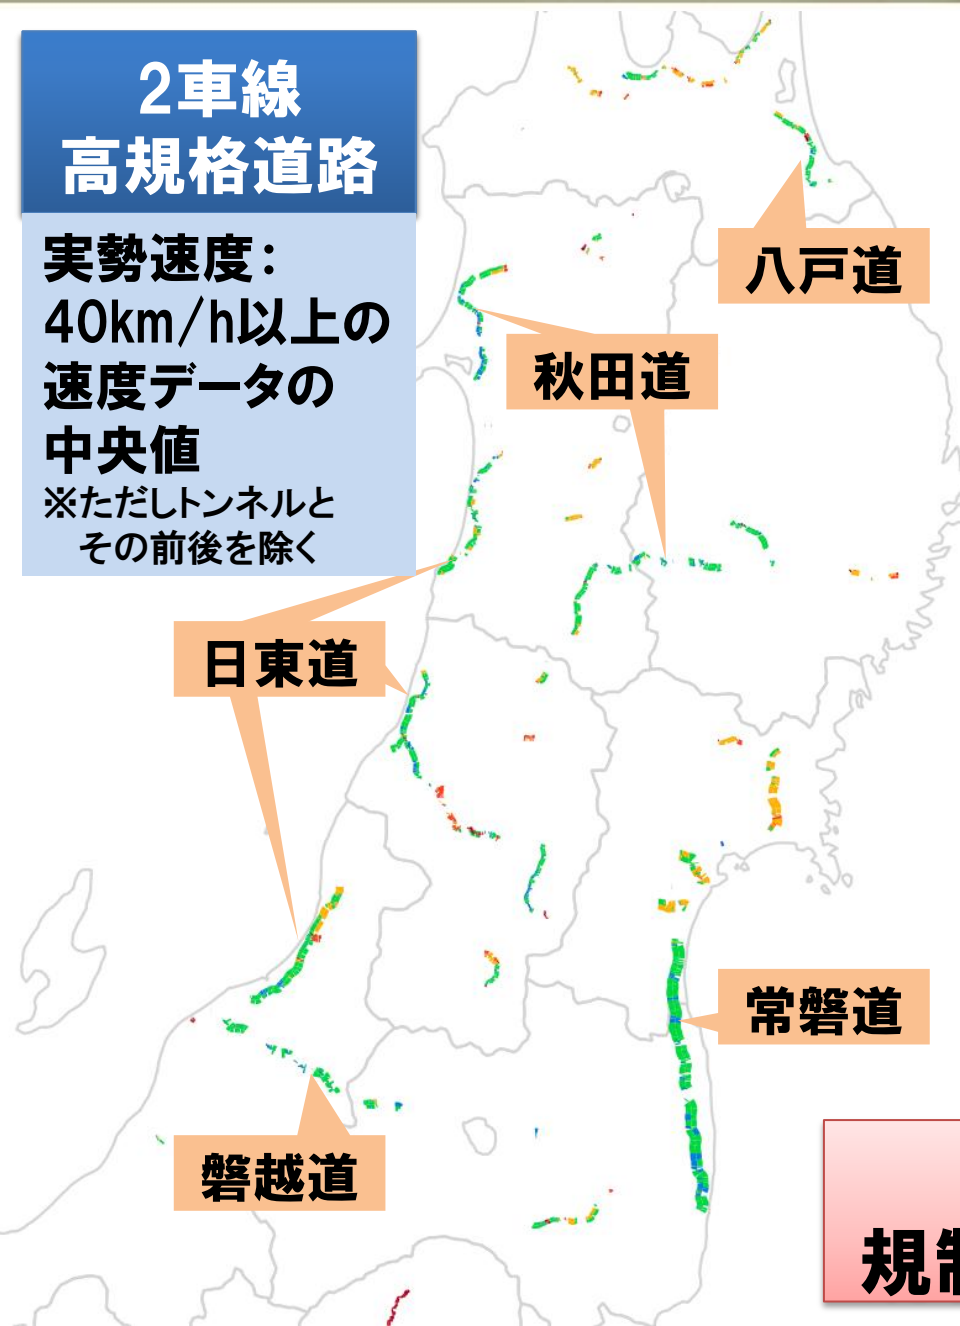 2車線
高規格道路
実勢速度：
40km/h以上の
速度データの
中央値
※ただしトンネルと
その前後を除く
八戸道
秋田道
日東道
常磐道
磐越道
規制